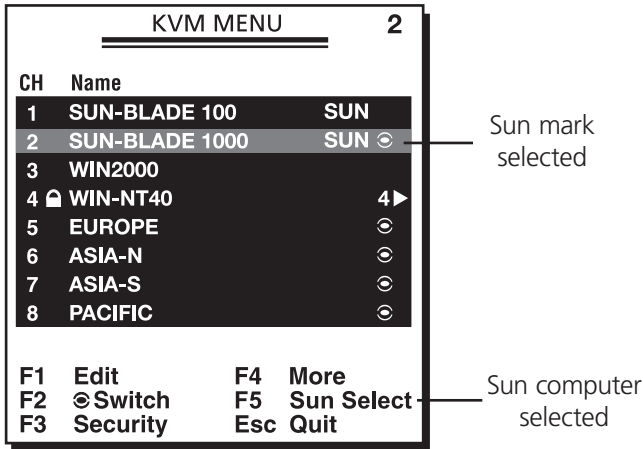 KVM MENU 2
CH Name
1 SUN-BLADE 100 SUN
2 SUN-BLADE 1000 SUN
3 WIN2000
4 WIN-NT40 4
5 EUROPE
6 ASIA-N
7 ASIA-S
8 PACIFIC
F1 Edit F4 More
F2 Switch F5 Sun Select
F3 Security Esc Quit
Sun mark
selected
Sun computer
selected